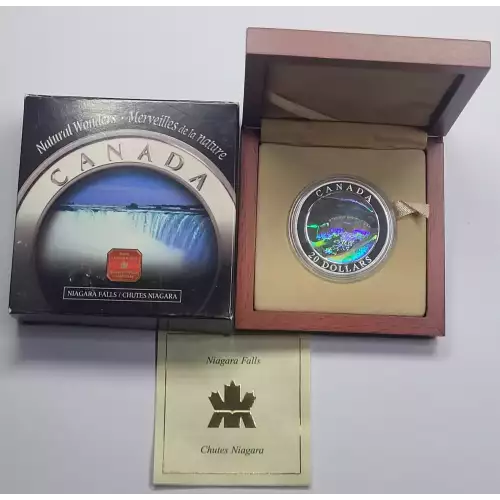 Natural Wonders - Merveilles de la nature
CANADA
NIAGARA FALLS / CHUTES NIAGARA
CANADA
20 DOLLARS
Niagara Falls
Chutes Niagara